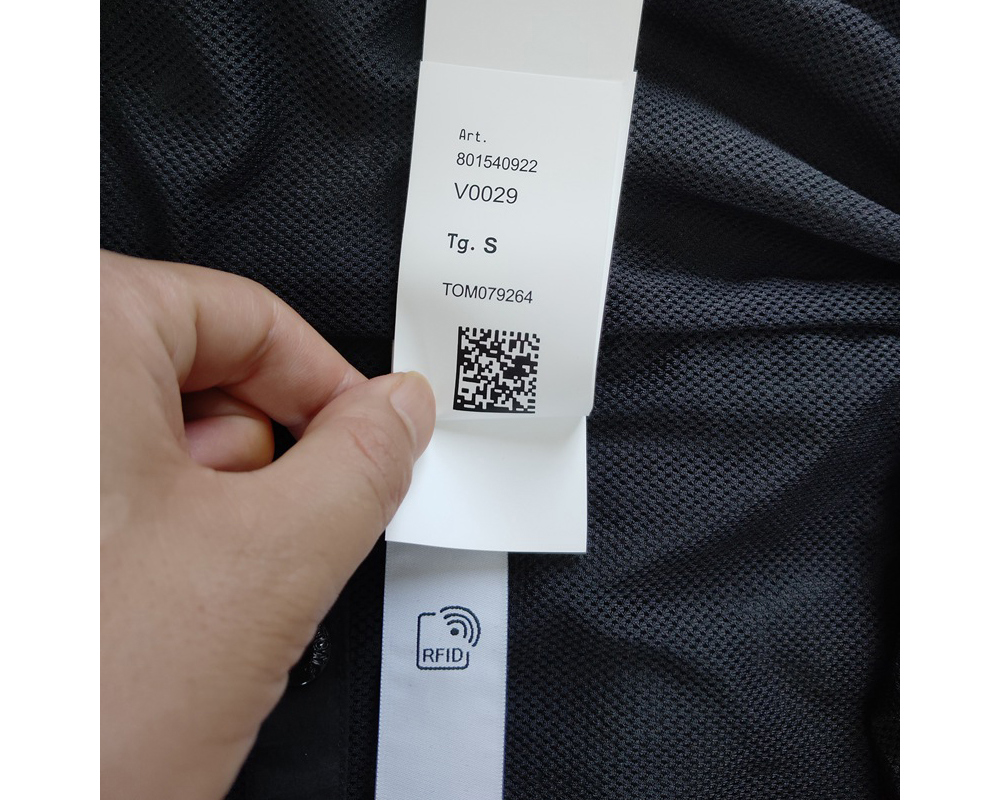 Art.
801540922
V0029
Tg. S
TOM079264
RFID